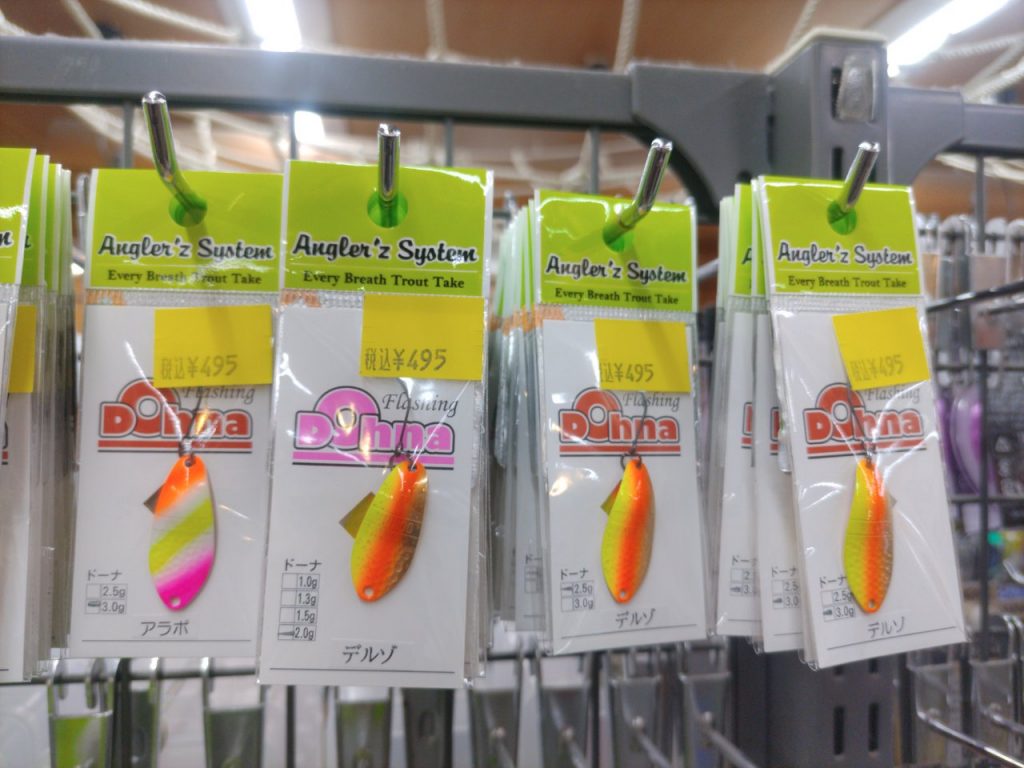 Angler'z System
Every Breath Trout Take
税込¥495
Flashing
Dohna
ドーナ
2.5g
3.0g
アラポ
Angler'z System
Every Breath Trout Take
税込¥495
Flashing
Dohna
ドーナ
1.0g
1.3g
1.5g
2.0g
デルゾ
Angler'z System
Every Breath Trout Take
税込¥495
Flashing
Dohna
ドーナ
2.5g
3.0g
デルゾ
Angler'z System
Every Breath Trout Take
税込¥495
Flashing
Dohna
ドーナ
2.5g
3.0g
デルゾ